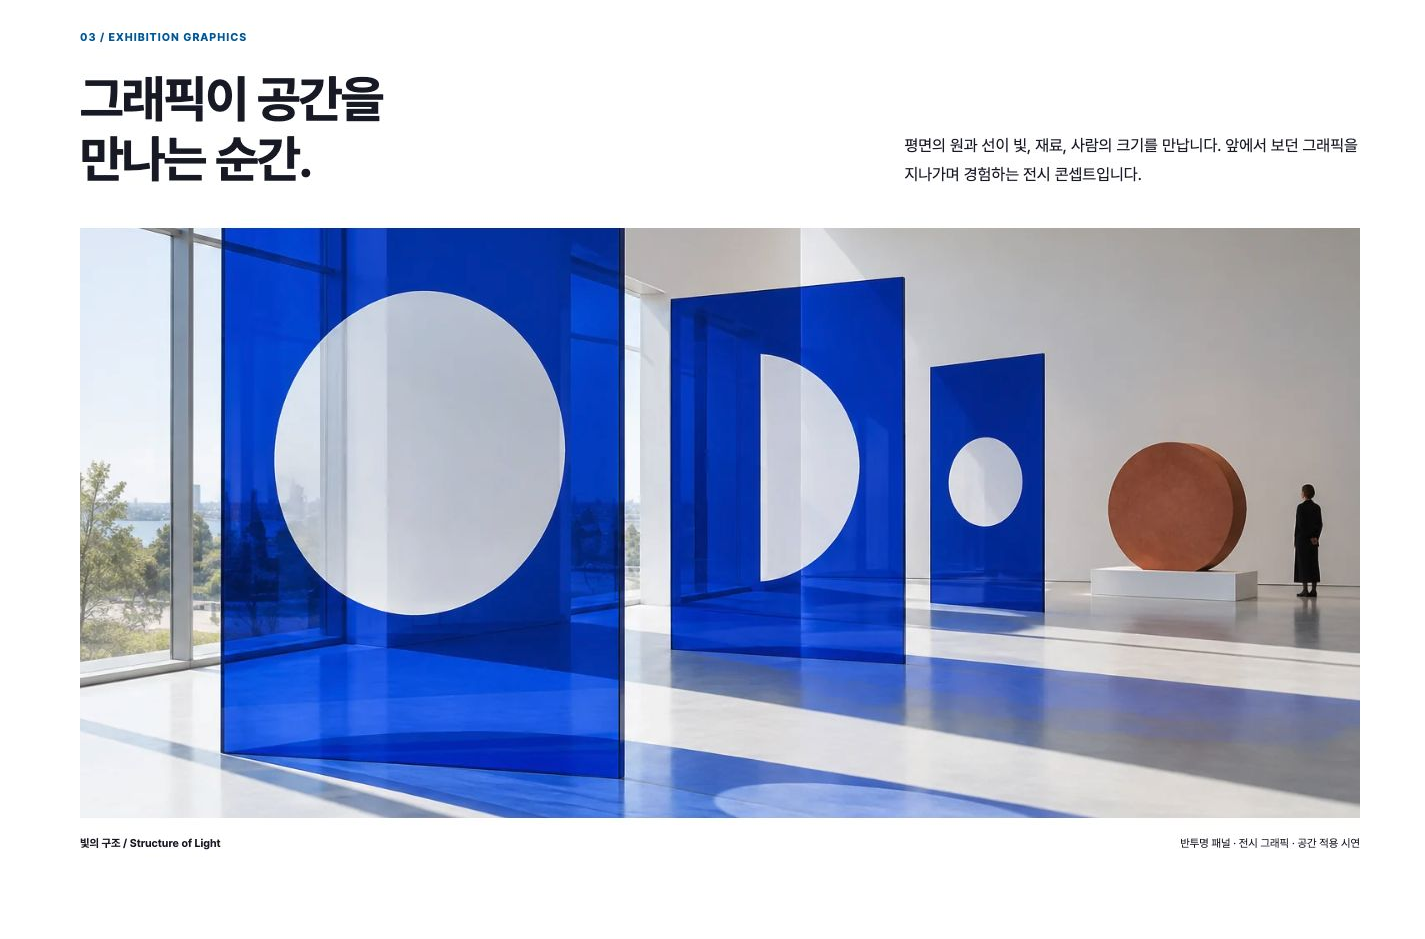 03 / EXHIBITION GRAPHICS
그래픽이 공간을
만나는 순간.
평면의 원과 선이 빛, 재료, 사람의 크기를 만납니다. 앞에서 보던 그래픽을
지나가며 경험하는 전시 콘셉트입니다.
빛의 구조 / Structure of Light
반투명 패널 · 전시 그래픽 · 공간 적용 시연